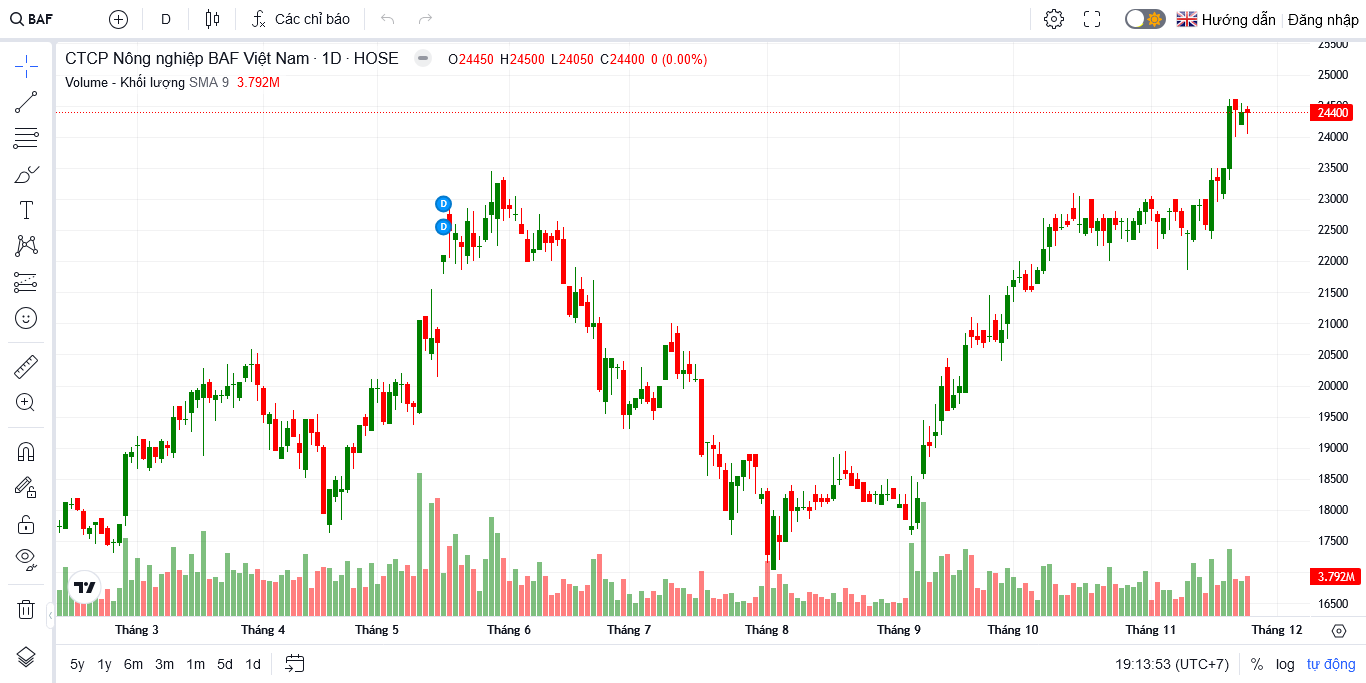 BAF D Các chỉ báo Hướng dẫn Đăng nhập
CTCP Nông nghiệp BAF Việt Nam · 1D · HOSE O24450 H24500 L24050 C24400 0 (0.00%)
Volume - Khối lượng SMA 9 3.792M
25500
25000
24500
24400
24000
23500
23000
D
D
22500
22000
21500
21000
20500
20000
19500
19000
18500
18000
17500
3.792M
16500
Tháng 3 Tháng 4 Tháng 5 Tháng 6 Tháng 7 Tháng 8 Tháng 9 Tháng 10 Tháng 11 Tháng 12
5y 1y 6m 3m 1m 5d 1d 19:13:53 (UTC+7) % log tự động